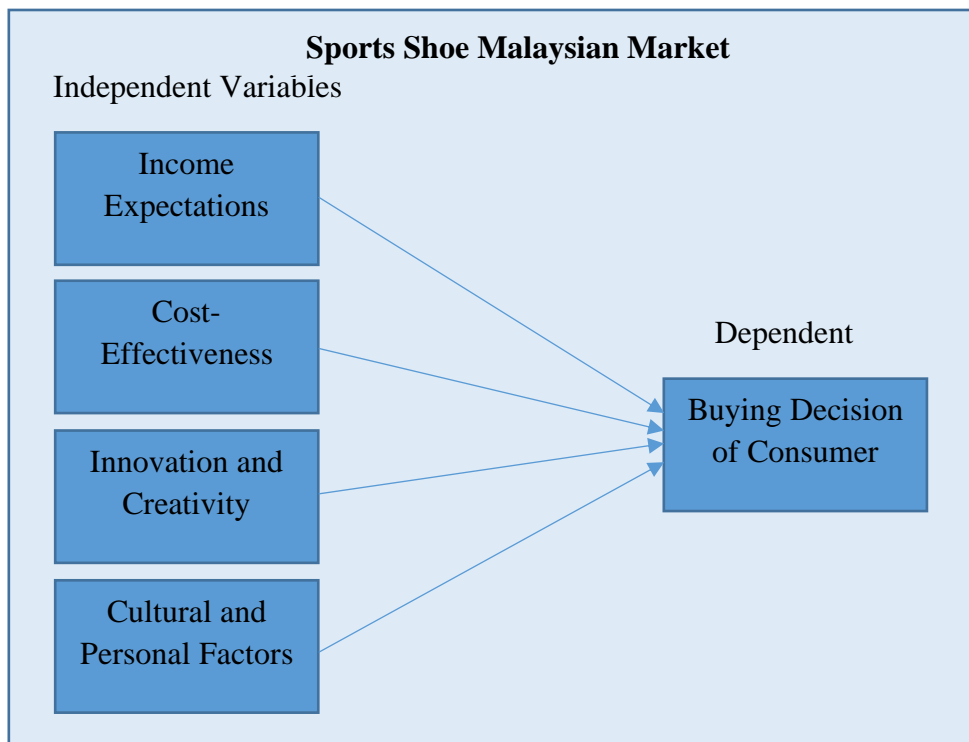 Sports Shoe Malaysian Market
Independent Variables
Income
Expectations
Cost-
Effectiveness
Innovation and
Creativity
Cultural and
Personal Factors
Dependent
Buying Decision
of Consumer